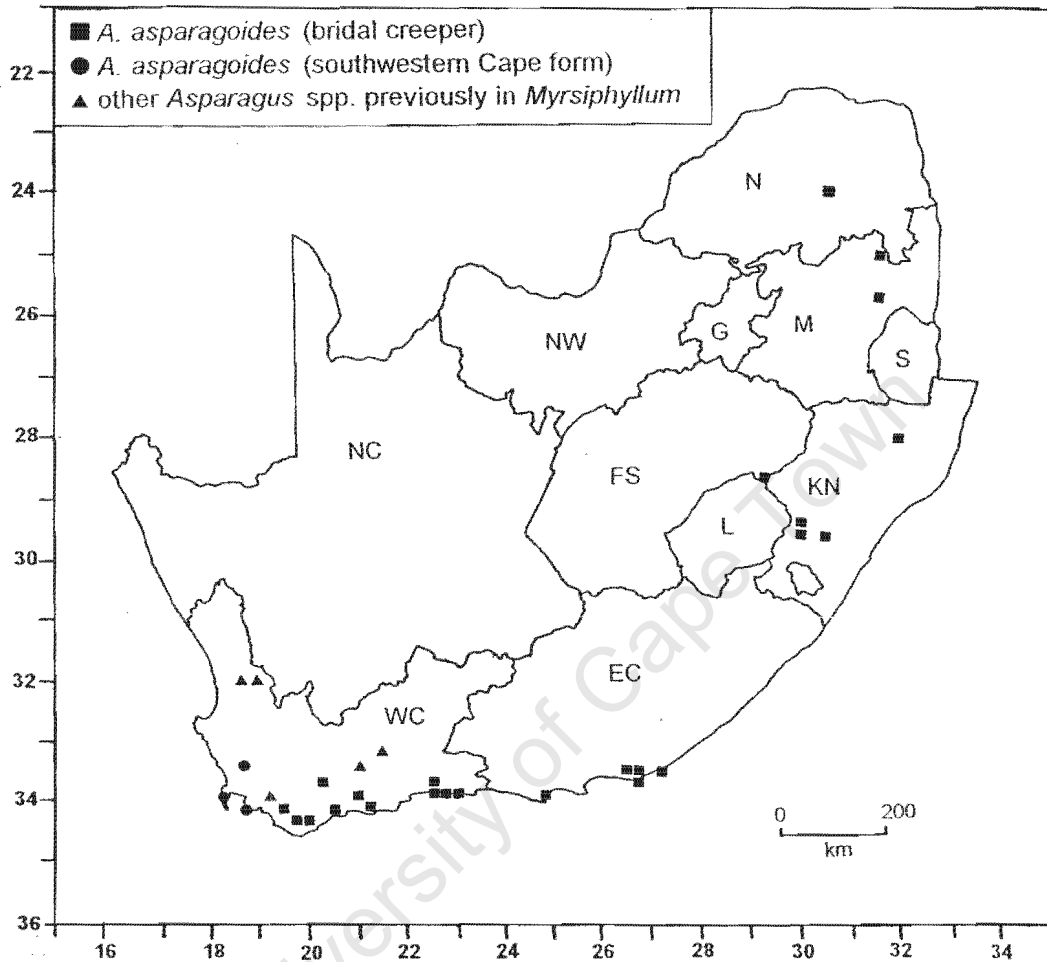 ■ A. asparagoides (bridal creeper)
● A. asparagoides (southwestern Cape form)
▲ other Asparagus spp. previously in Myrsiphyllum
22
24
26
28
30
32
34
36
N
NW
G
M
S
NC
FS
KN
L
EC
WC
0 200
km
16 18 20 22 24 26 28 30 32 34
University of Cape Town